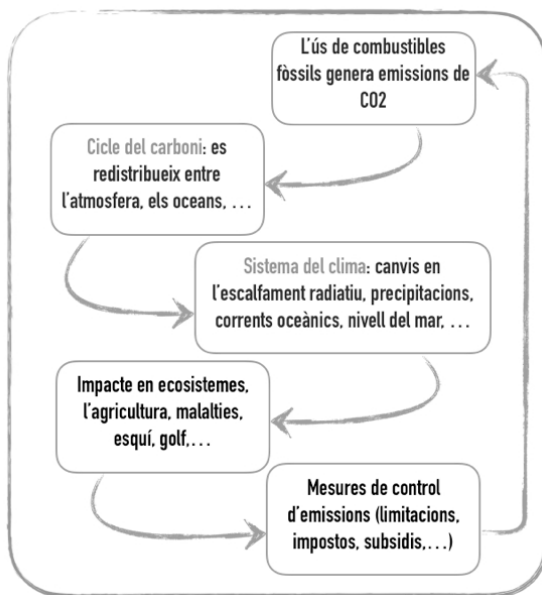 L'ús de combustibles
fòssils genera emissions de
CO2
Cicle del carboni: es
redistribueix entre
l'atmosfera, els oceans, ...
Sistema del clima: canvis en
l'escalfament radiatiu, precipitacions,
corrents oceànics, nivell del mar, ...
Impacte en ecosistemes,
l'agricultura, malalties,
esquí, golf,...
Mesures de control
d'emissions (limitacions,
impostos, subsidis,...)